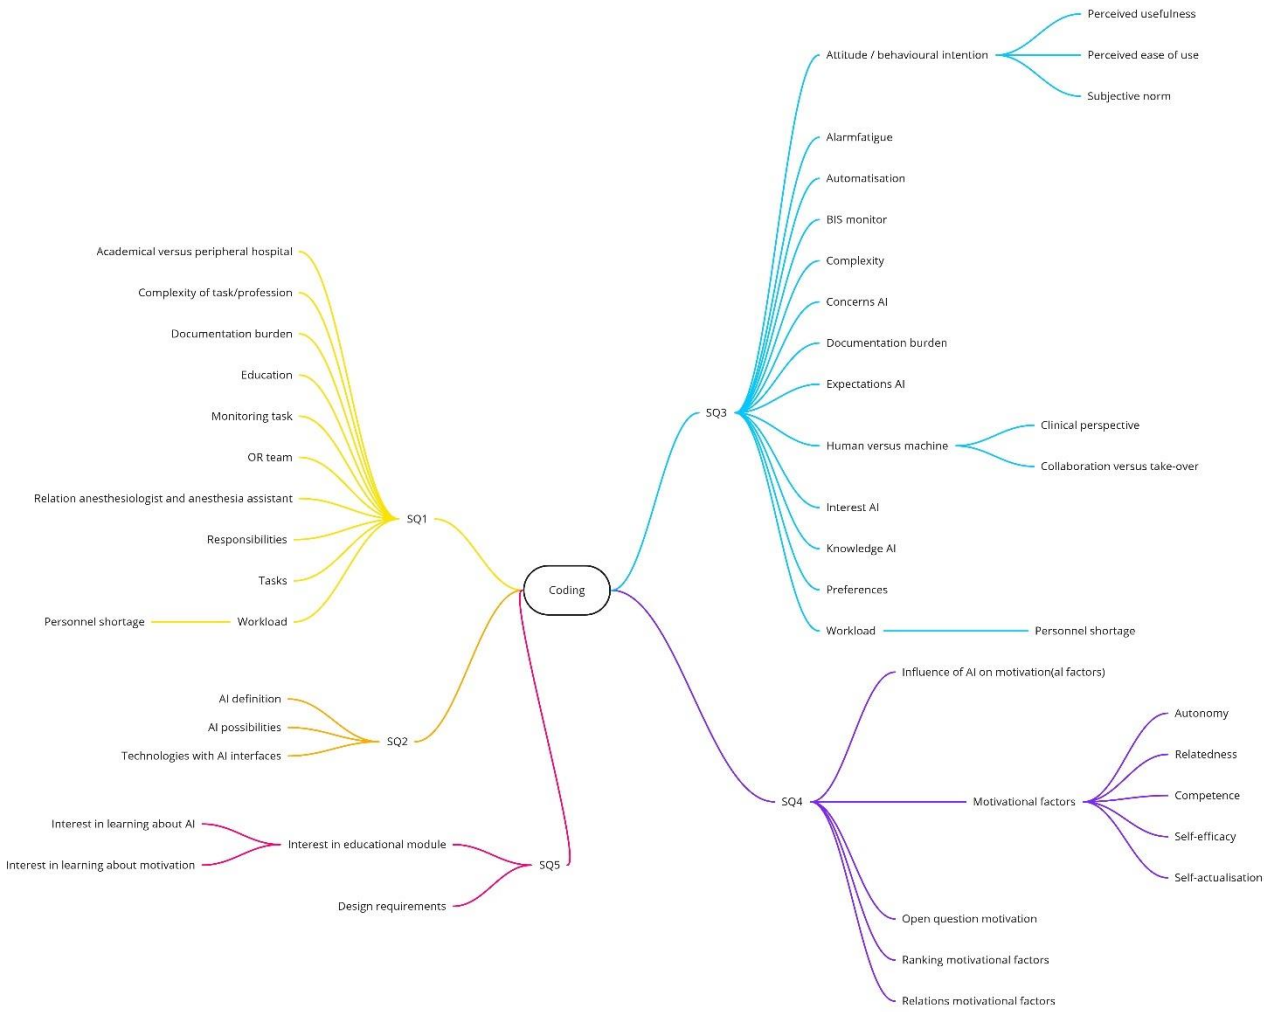 Coding
SQ1
Academical versus peripheral hospital
Complexity of task/profession
Documentation burden
Education
Monitoring task
OR team
Relation anesthesiologist and anesthesia assistant
Responsibilities
Tasks
Workload
Personnel shortage
SQ2
AI definition
AI possibilities
Technologies with AI interfaces
SQ5
Interest in educational module
Interest in learning about AI
Interest in learning about motivation
Design requirements
SQ3
Attitude / behavioural intention
Perceived usefulness
Perceived ease of use
Subjective norm
Alarmfatigue
Automatisation
BIS monitor
Complexity
Concerns AI
Documentation burden
Expectations AI
Human versus machine
Clinical perspective
Collaboration versus take-over
Interest AI
Knowledge AI
Preferences
Workload
Personnel shortage
SQ4
Influence of AI on motivation(al factors)
Motivational factors
Autonomy
Relatedness
Competence
Self-efficacy
Self-actualisation
Open question motivation
Ranking motivational factors
Relations motivational factors